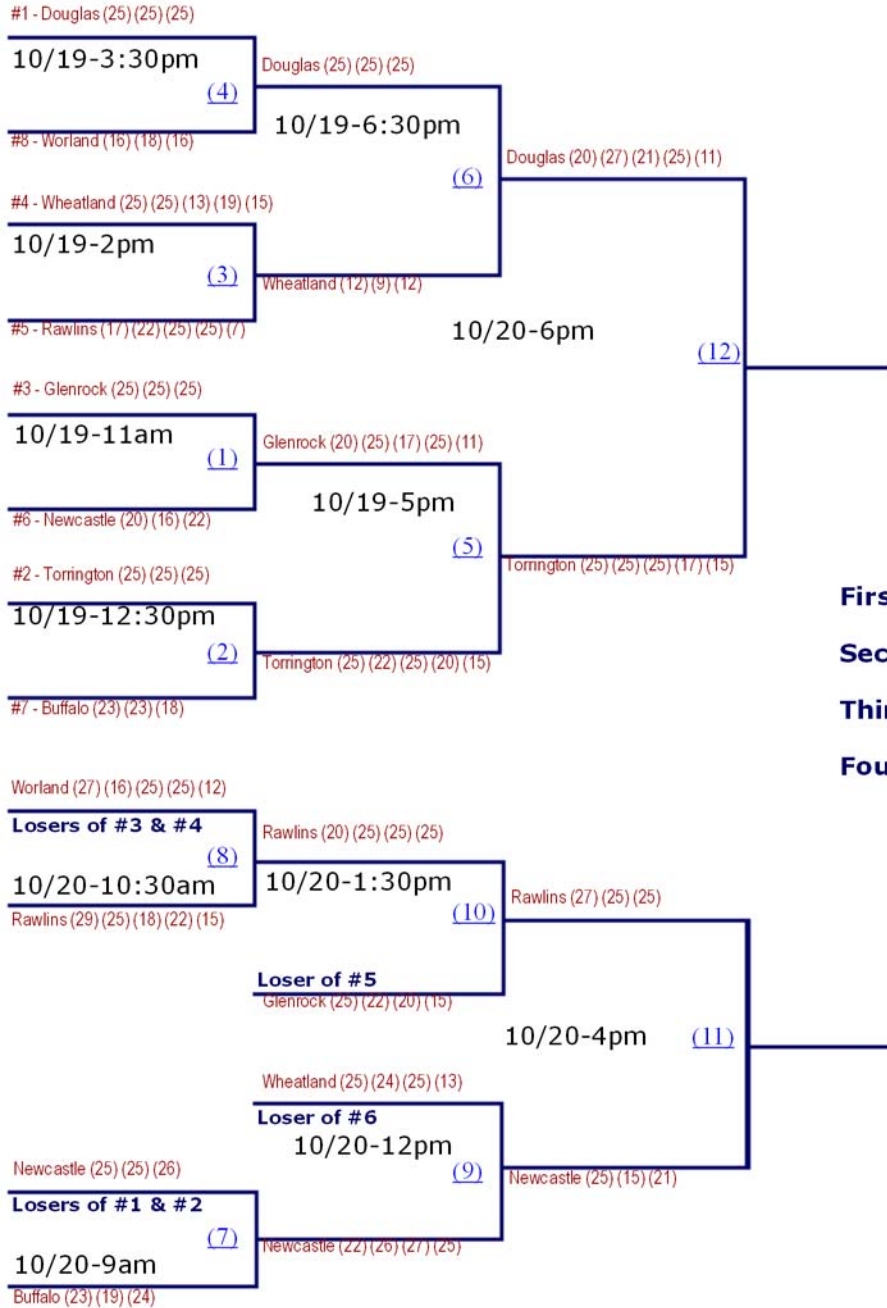 #1 - Douglas (25) (25) (25)
10/19-3:30pm
(4)
#8 - Worland (16) (18) (16)
Douglas (25) (25) (25)
10/19-6:30pm
(6)
#4 - Wheatland (25) (25) (13) (19) (15)
10/19-2pm
(3)
#5 - Rawlins (17) (22) (25) (25) (7)
Wheatland (12) (9) (12)
Douglas (20) (27) (21) (25) (11)
10/20-6pm
(12)
#3 - Glenrock (25) (25) (25)
10/19-11am
(1)
#6 - Newcastle (20) (16) (22)
Glenrock (20) (25) (17) (25) (11)
10/19-5pm
(5)
#2 - Torrington (25) (25) (25)
10/19-12:30pm
(2)
#7 - Buffalo (23) (23) (18)
Torrington (25) (22) (25) (20) (15)
Torrington (25) (25) (25) (17) (15)
Firs
Sec
Thi
Fou
Worland (27) (16) (25) (25) (12)
Losers of #3 & #4
(8)
10/20-10:30am
Rawlins (29) (25) (18) (22) (15)
Rawlins (20) (25) (25) (25)
10/20-1:30pm
(10)
Loser of #5
Glenrock (25) (22) (20) (15)
Rawlins (27) (25) (25)
10/20-4pm
(11)
Wheatland (25) (24) (25) (13)
Loser of #6
10/20-12pm
(9)
Newcastle (25) (15) (21)
Newcastle (25) (25) (26)
Losers of #1 & #2
(7)
10/20-9am
Buffalo (23) (19) (24)
Newcastle (22) (26) (27) (25)